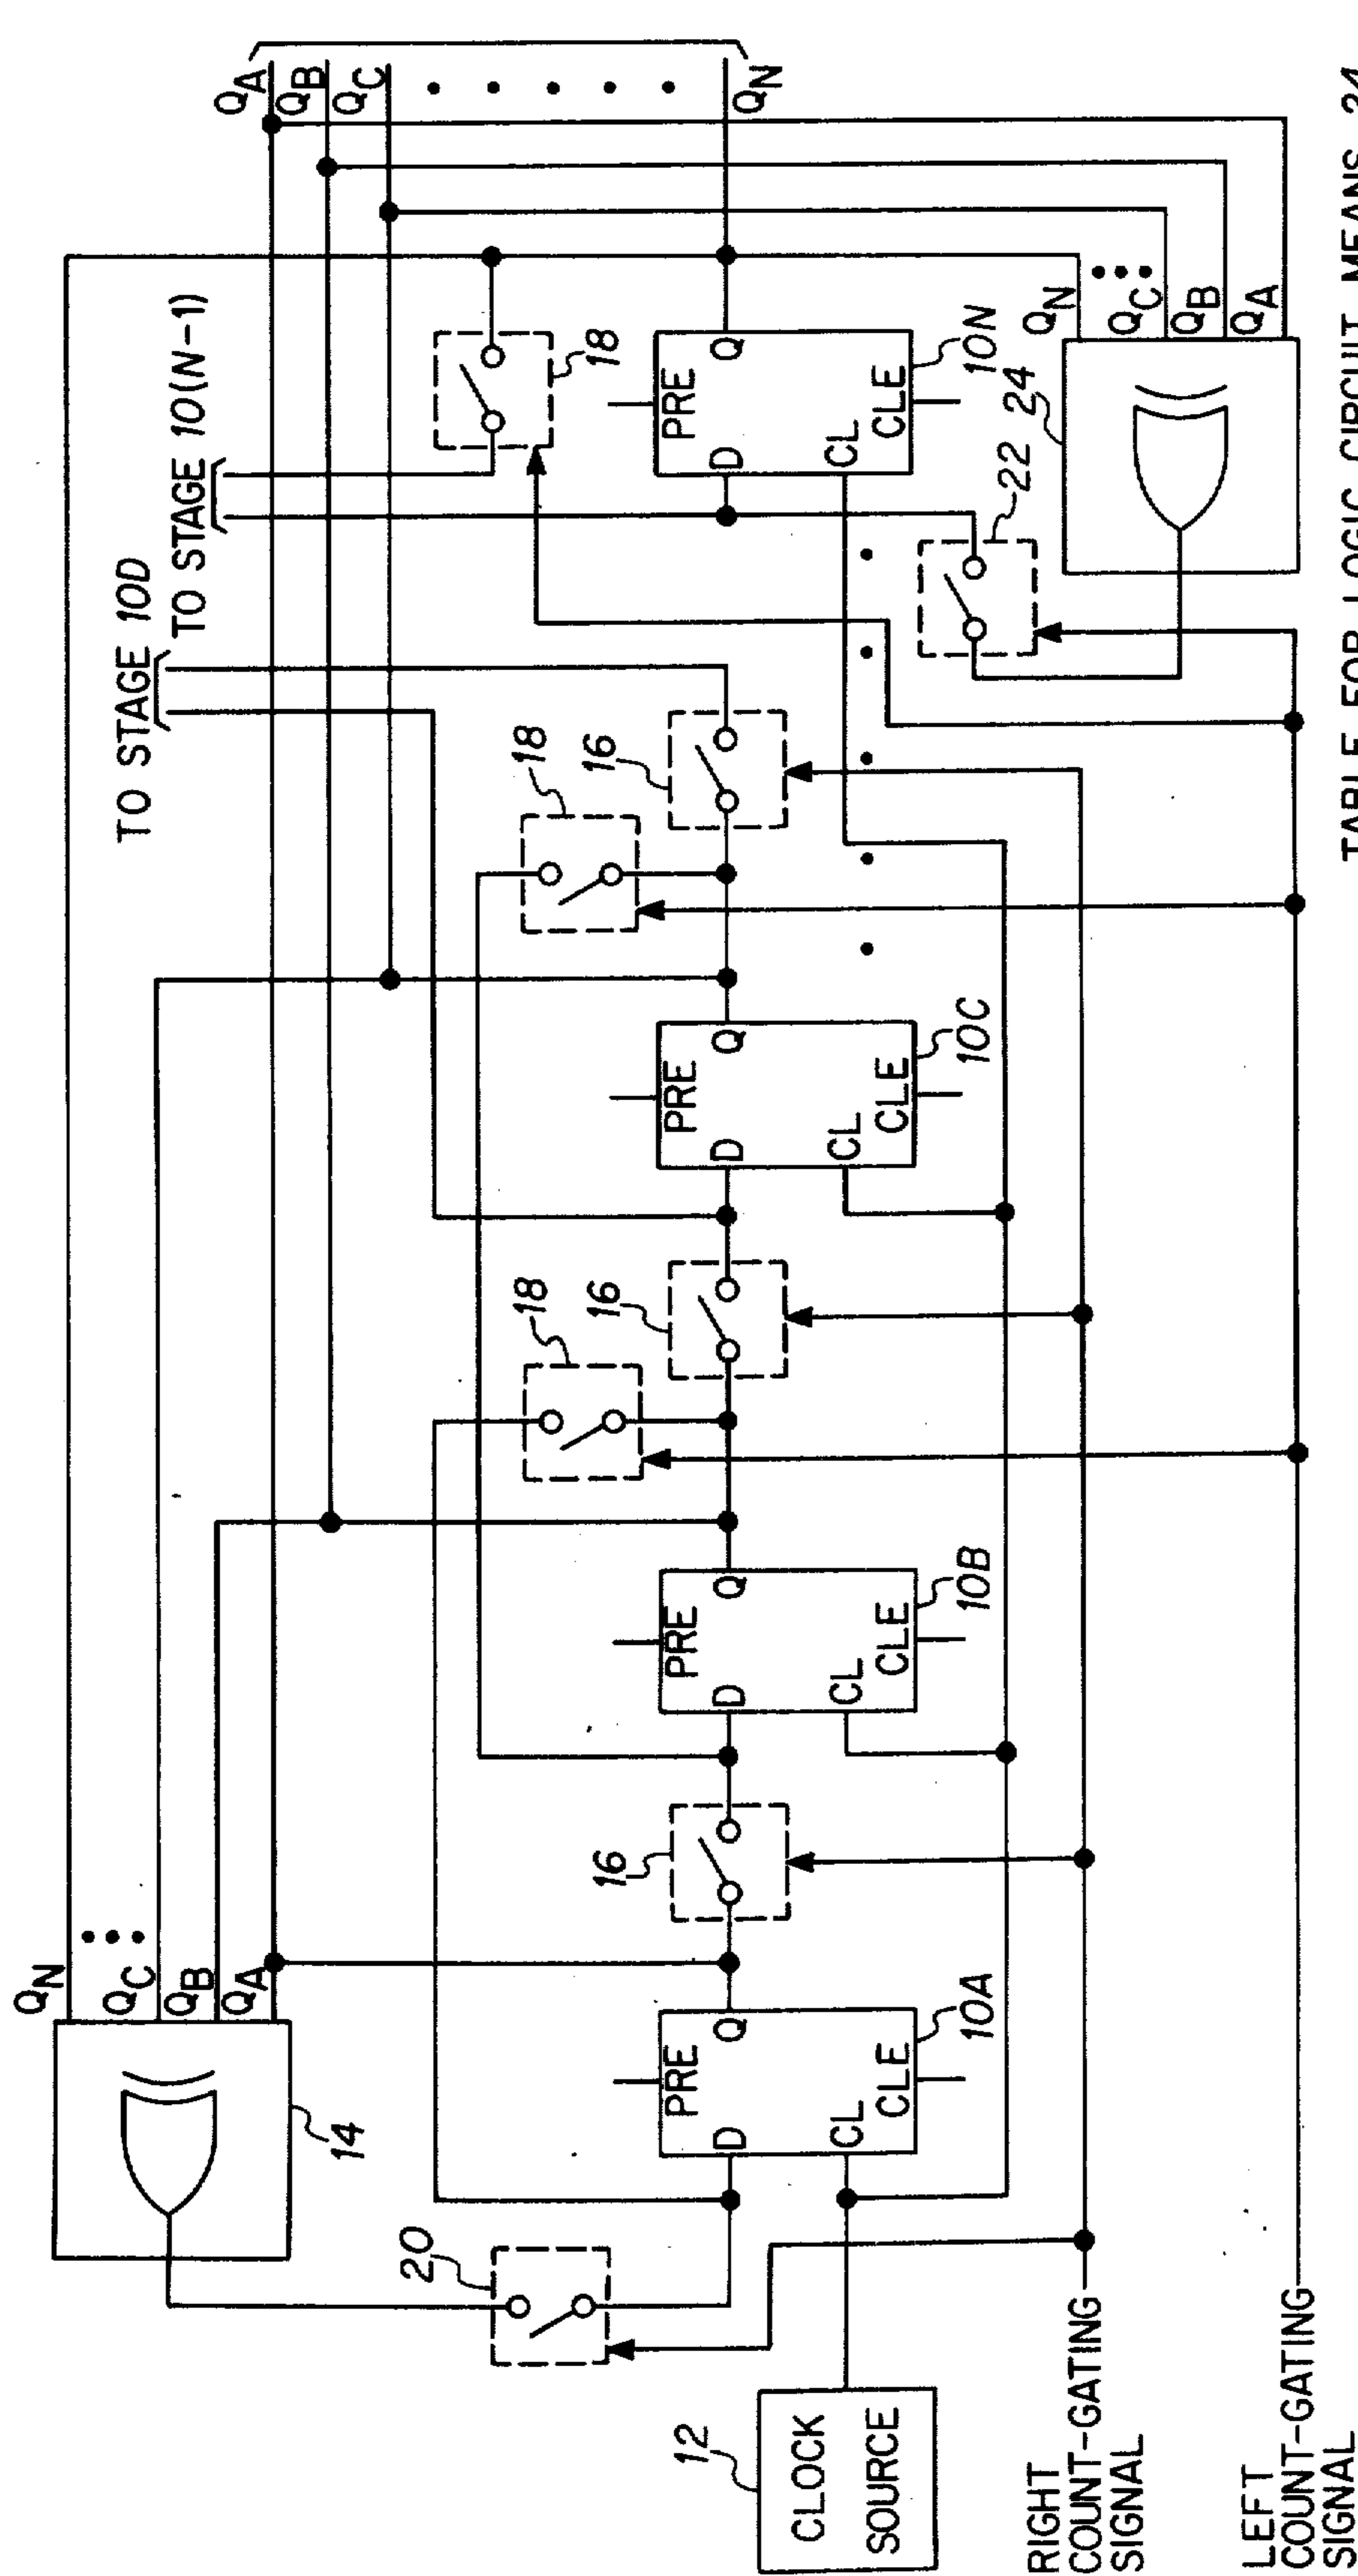 QN
QC
QB
QA
14
TO STAGE 10D
TO STAGE 10(N-1)
QA
QB
QC
QN
20
18
18
18
16
16
16
PRE
D
Q
CL
CLE
10A
PRE
D
Q
CL
CLE
10B
PRE
D
Q
CL
CLE
10C
PRE
D
Q
CL
CLE
10N
12
CLOCK
SOURCE
22
24
QN
QC
QB
QA
RIGHT
COUNT-GATING
SIGNAL
LEFT
COUNT-GATING
SIGNAL
TABLE FOR LOGIC CIRCUIT MEANS 24